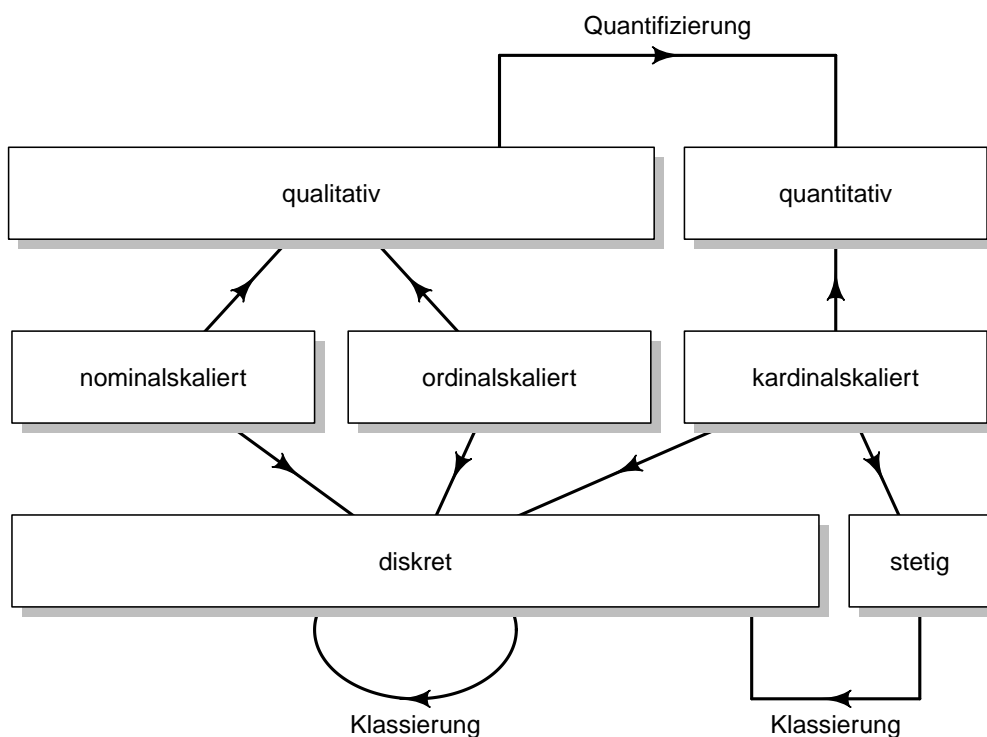 Quantifizierung
qualitativ
quantitativ
nominalskaliert
ordinalskaliert
kardinalskaliert
diskret
stetig
Klassierung
Klassierung